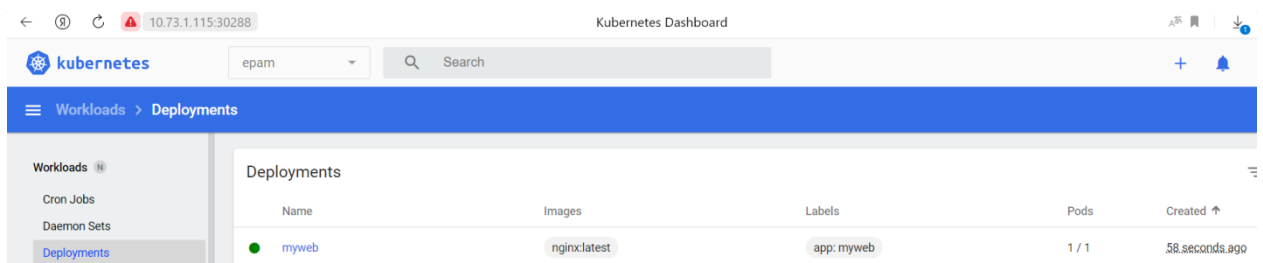 10.73.1.115:30288 Kubernetes Dashboard
kubernetes epam Search
Workloads > Deployments
Workloads N
Cron Jobs
Daemon Sets
Deployments
Deployments
Name Images Labels Pods Created
myweb nginx:latest app: myweb 1 / 1 58 seconds ago